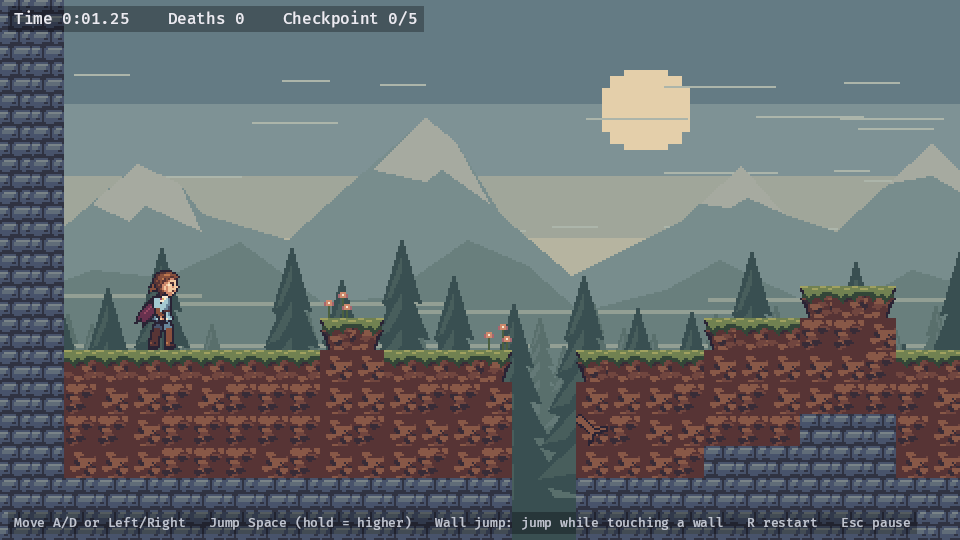 Time 0:01.25 Deaths 0 Checkpoint 0/5
Move A/D or Left/Right Jump Space (hold = higher) Wall jump: jump while touching a wall R restart Esc pause